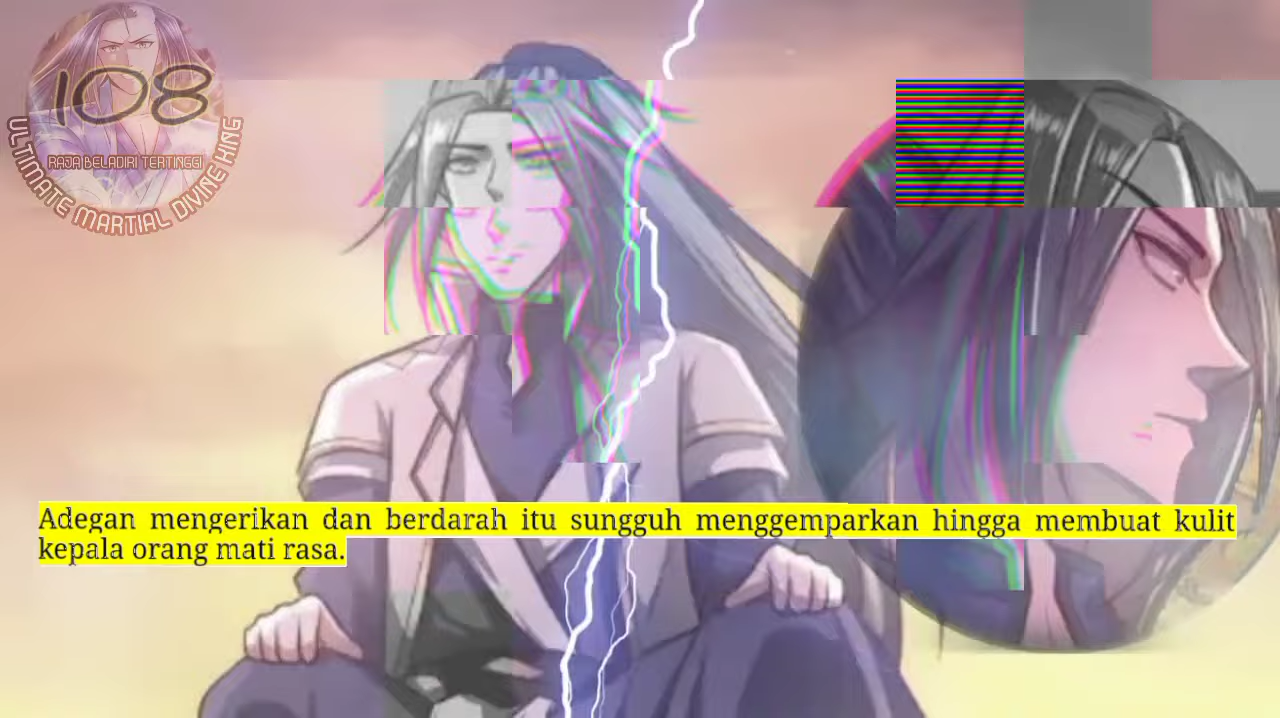 108
RAJA BELADIRI TERTINGGI
ULTIMATE MARTIAL DIVINE KING
Adegan mengerikan dan berdarah itu sungguh menggemparkan hingga membuat kulit
kepala orang mati rasa.